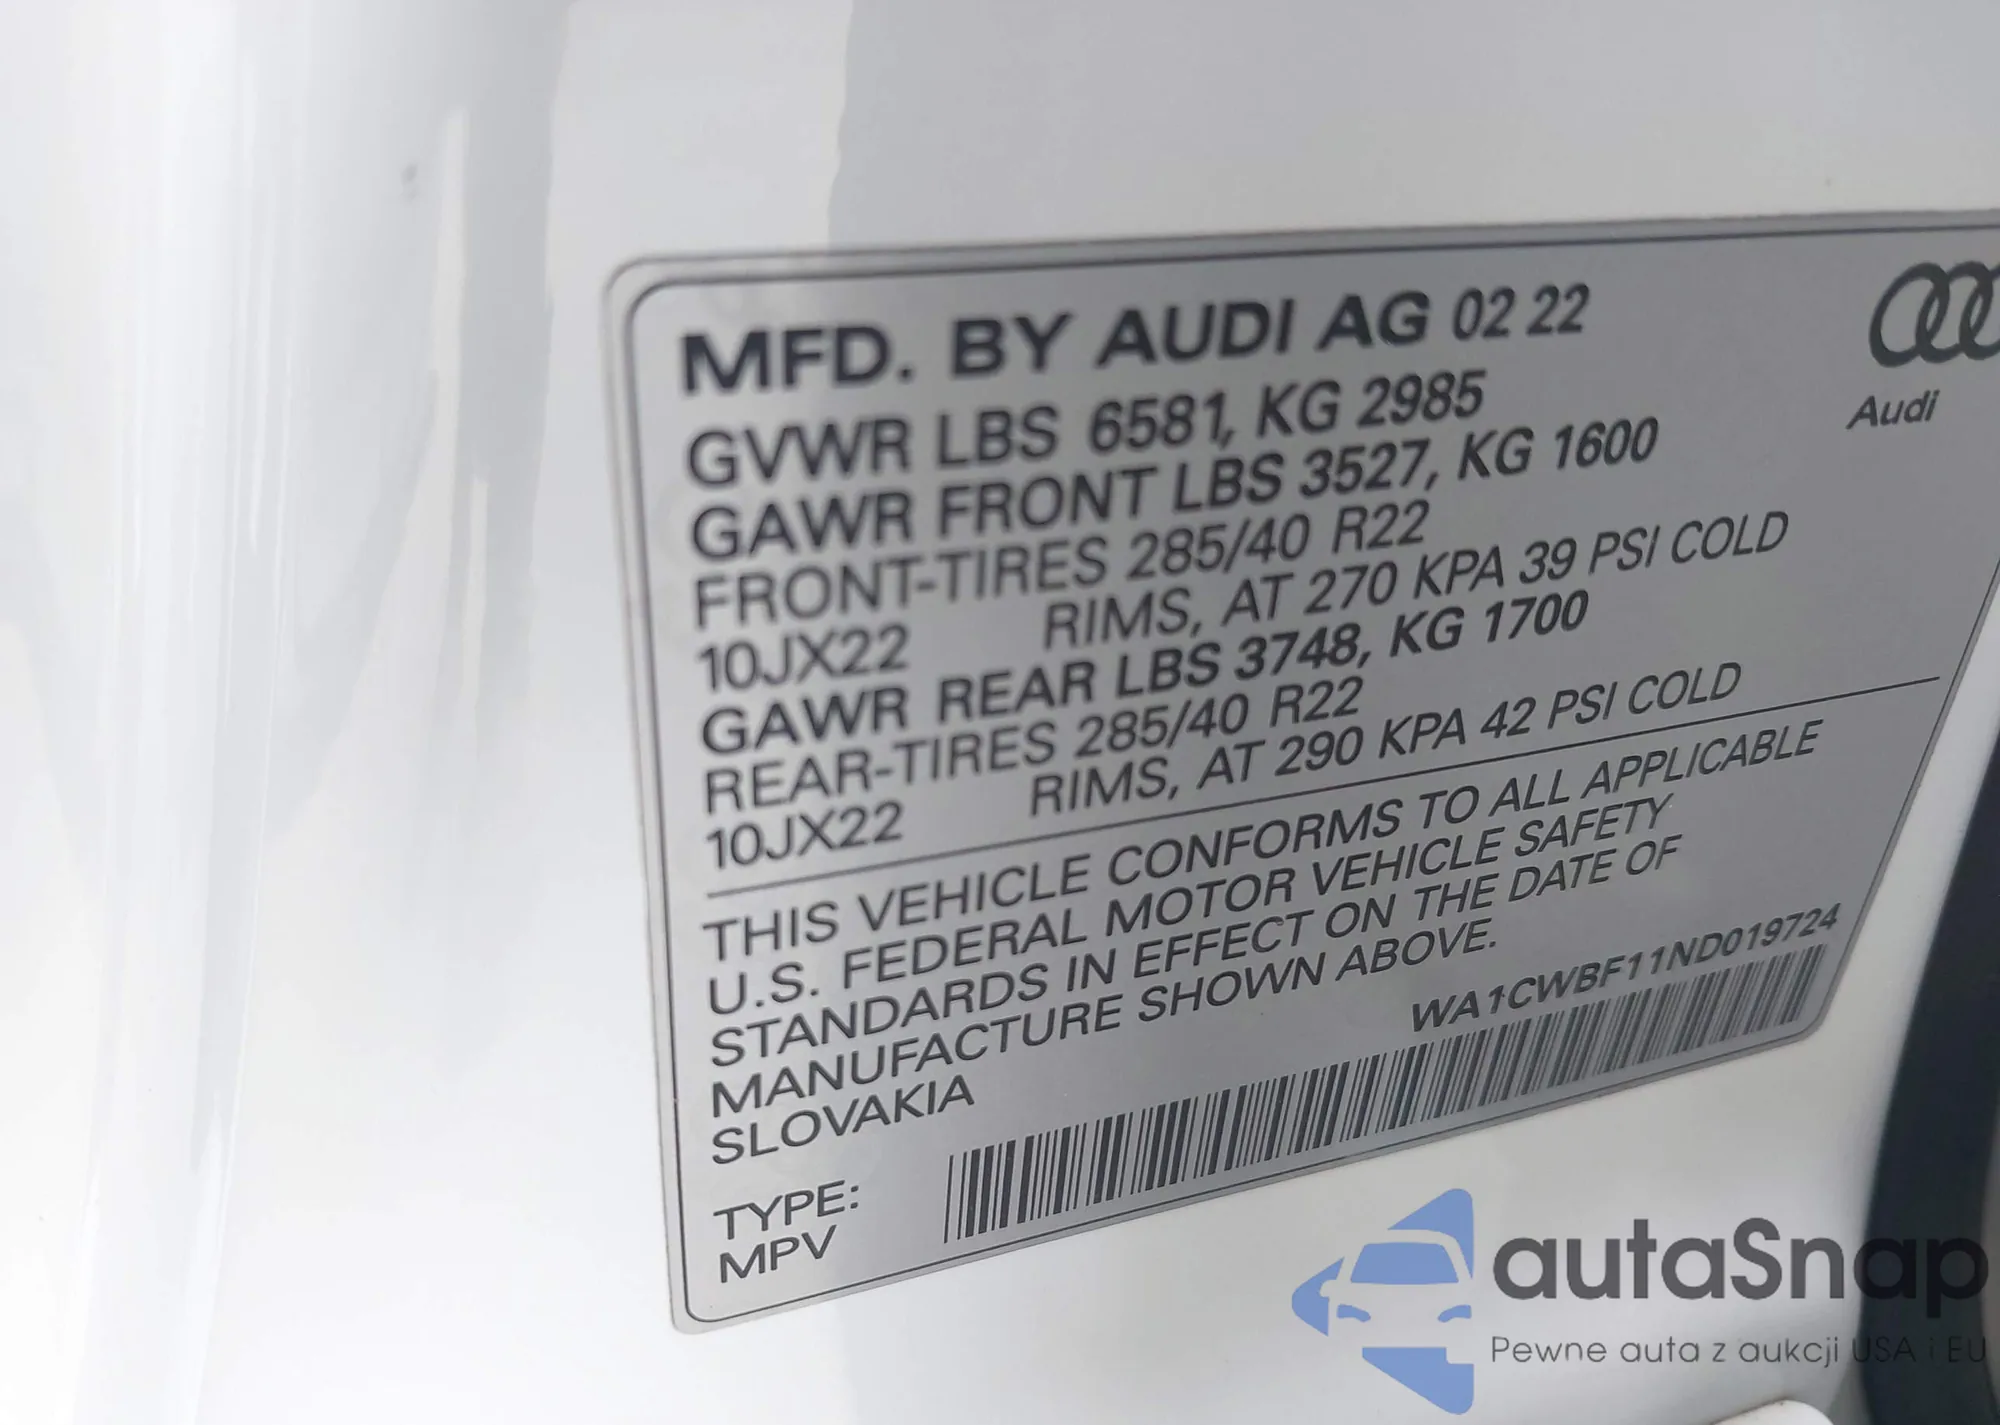 MFD. BY AUDI AG 02 22
Audi
GVWR LBS 6581, KG 2985
GAWR FRONT LBS 3527, KG 1600
FRONT-TIRES 285/40 R22
10JX22 RIMS, AT 270 KPA 39 PSI COLD
GAWR REAR LBS 3748, KG 1700
REAR-TIRES 285/40 R22
10JX22 RIMS, AT 290 KPA 42 PSI COLD
THIS VEHICLE CONFORMS TO ALL APPLICABLE
U.S. FEDERAL MOTOR VEHICLE SAFETY
STANDARDS IN EFFECT ON THE DATE OF
MANUFACTURE SHOWN ABOVE.
SLOVAKIA
WA1CWBF11ND019724
TYPE:
MPV
autaSnap
Pewne auta z aukcji USA i EU